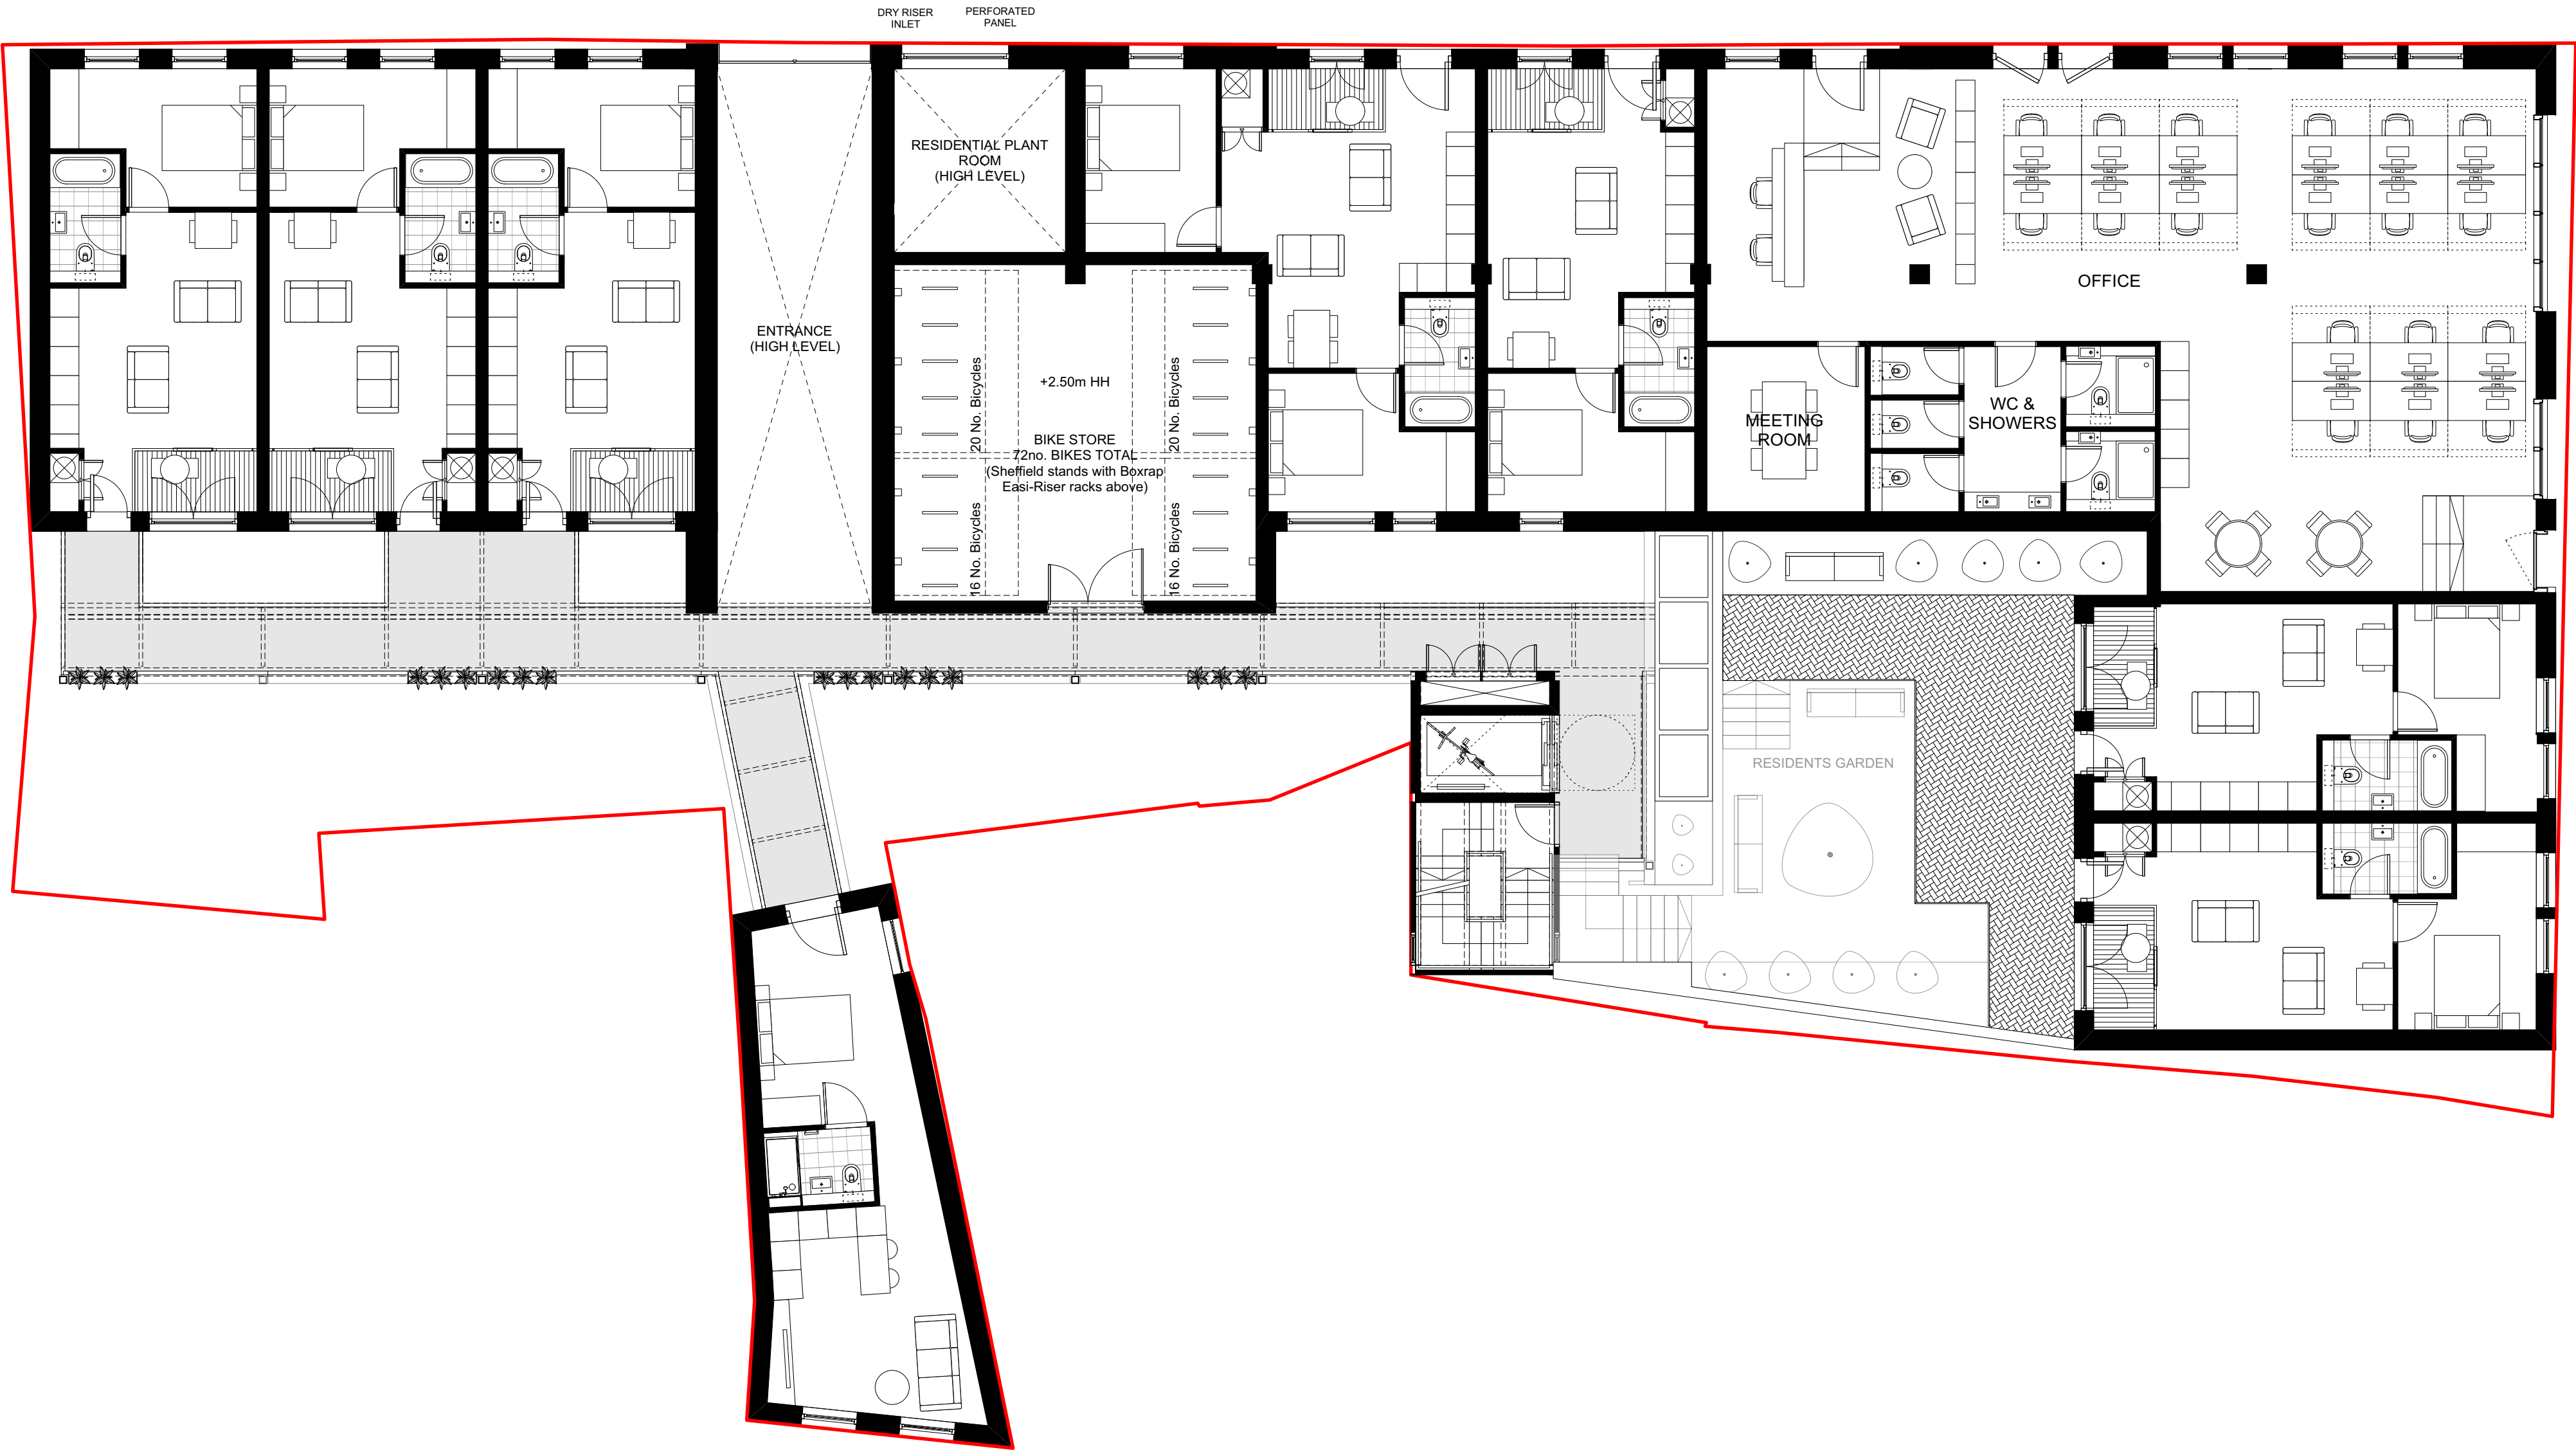 DRY RISER
INLET
PERFORATED
PANEL
RESIDENTIAL PLANT
ROOM
(HIGH LEVEL)
ENTRANCE
(HIGH LEVEL)
20 No. Bicycles
20 No. Bicycles
+2.50m HH
BIKE STORE
72no. BIKES TOTAL
(Sheffield stands with Boxrap
Easi-Riser racks above)
16 No. Bicycles
16 No. Bicycles
OFFICE
MEETING
ROOM
WC &
SHOWERS
RESIDENTS GARDEN